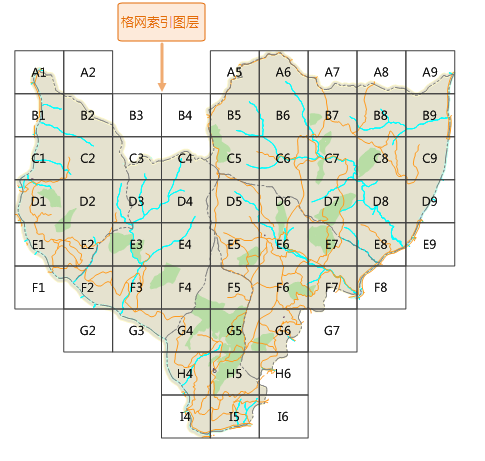 格网索引图层
A1 A2 A5 A6 A7 A8 A9
B1 B2 B3 B4 B5 B6 B7 B8 B9
C1 C2 C3 C4 C5 C6 C7 C8 C9
D1 D2 D3 D4 D5 D6 D7 D8 D9
E1 E2 E3 E4 E5 E6 E7 E8 E9
F1 F2 F3 F4 F5 F6 F7 F8
G2 G3 G4 G5 G6 G7
H4 H5 H6
I4 I5 I6